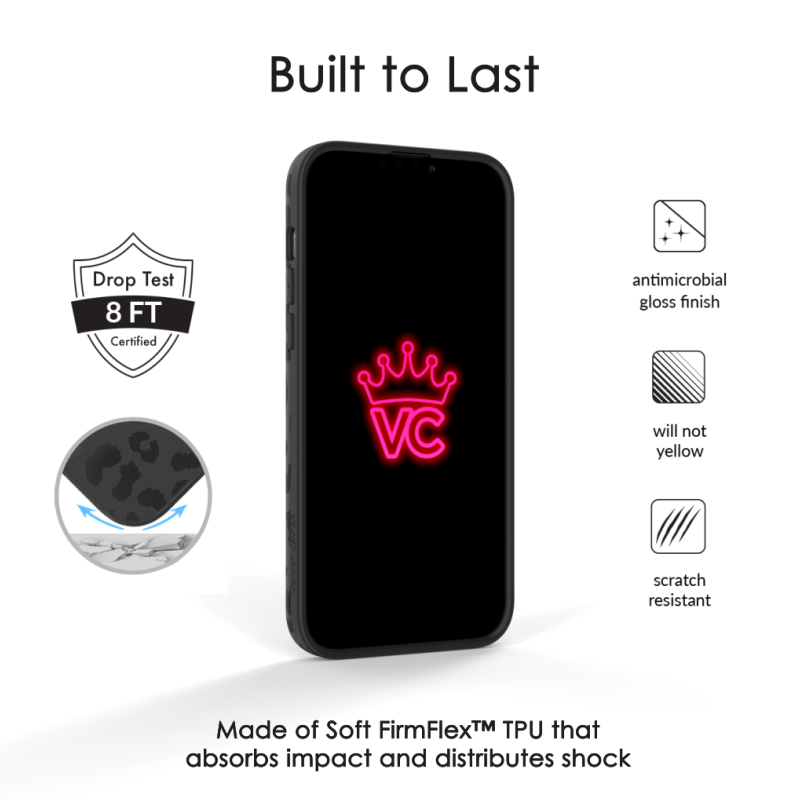 Built to Last
Drop Test
8 FT
Certified
VC
antimicrobial
gloss finish
will not
yellow
scratch
resistant
Made of Soft FirmFlex™ TPU that
absorbs impact and distributes shock